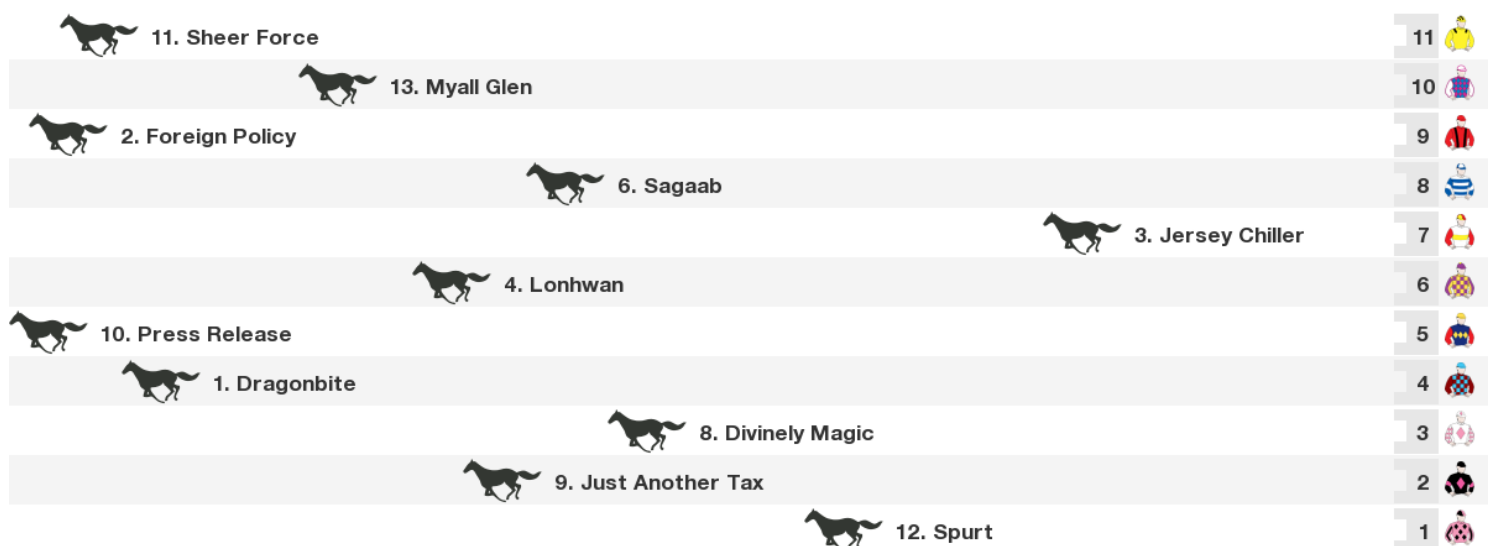 11. Sheer Force 11
13. Myall Glen 10
2. Foreign Policy 9
6. Sagaab 8
3. Jersey Chiller 7
4. Lonhwan 6
10. Press Release 5
1. Dragonbite 4
8. Divinely Magic 3
9. Just Another Tax 2
12. Spurt 1